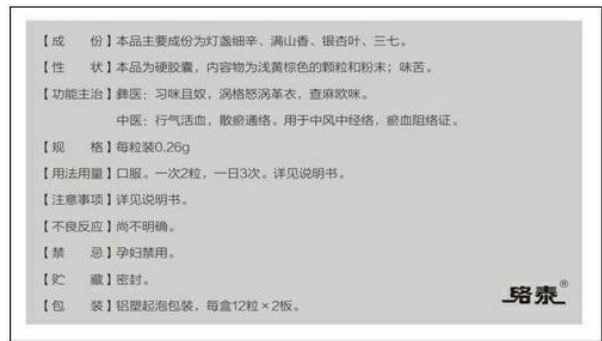 【成　份】本品主要成份为灯盏细辛、满山香、银杏叶、三七。
【性　状】本品为硬胶囊，内容物为浅黄棕色的颗粒和粉末；味苦。
【功能主治】彝医：习咪且奴，涡格怒涡革衣，查麻欧咪。
中医：行气活血，散瘀通络。用于中风中经络，瘀血阻络证。
【规　格】每粒装0.26g
【用法用量】口服。一次2粒，一日3次。详见说明书。
【注意事项】详见说明书。
【不良反应】尚不明确。
【禁　忌】孕妇禁用。
【贮　藏】密封。
【包　装】铝塑起泡包装，每盒12粒×2板。
珞泰®